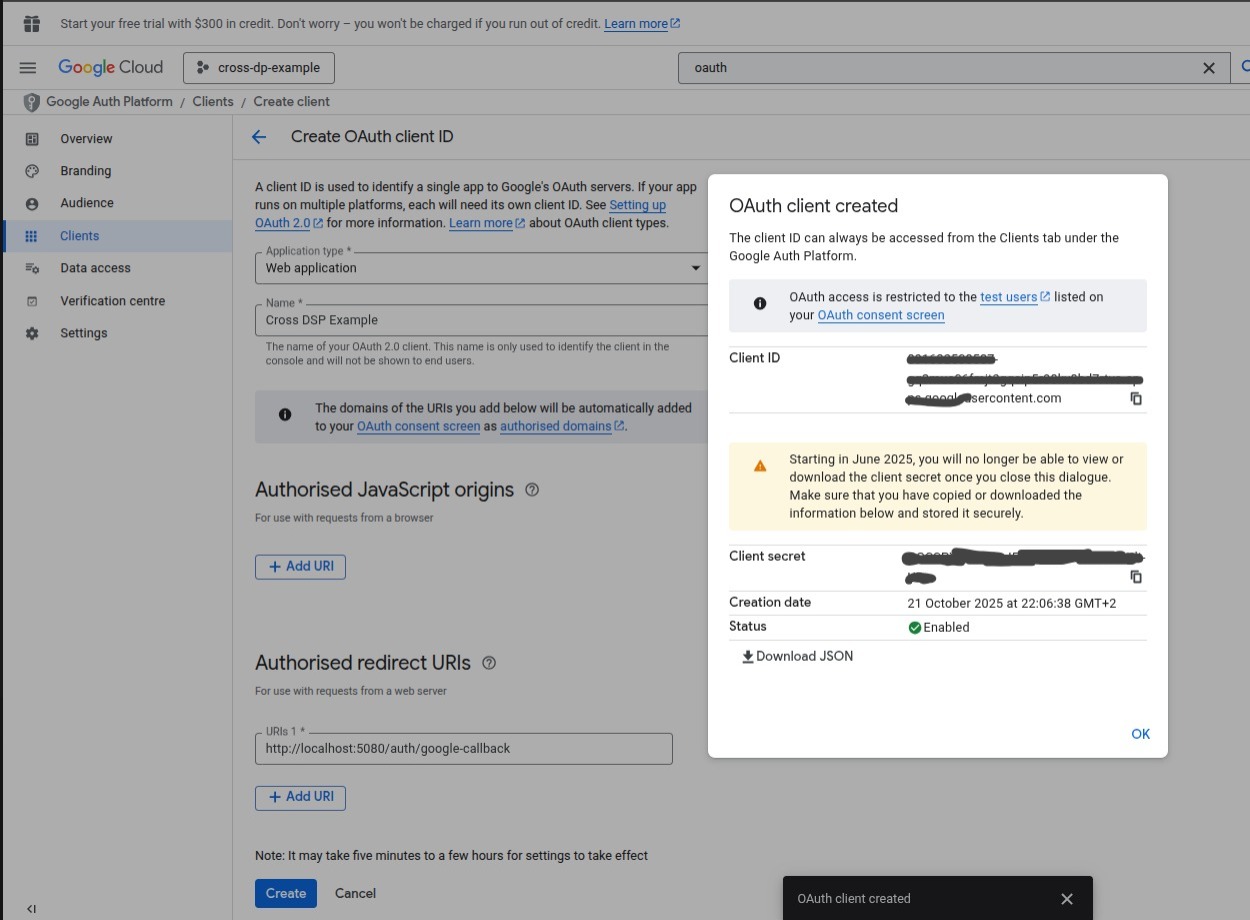 Start your free trial with $300 in credit. Don't worry – you won't be charged if you run out of credit. Learn more
Google Cloud
cross-dp-example
oauth
Google Auth Platform / Clients / Create client
Overview
Branding
Audience
Clients
Data access
Verification centre
Settings
Create OAuth client ID
A client ID is used to identify a single app to Google's OAuth servers. If your app
runs on multiple platforms, each will need its own client ID. See Setting up
OAuth 2.0 for more information. Learn more about OAuth client types.
Application type *
Web application
Name *
Cross DSP Example
The name of your OAuth 2.0 client. This name is only used to identify the client in the
console and will not be shown to end users.
The domains of the URIs you add below will be automatically added
to your OAuth consent screen as authorised domains.
Authorised JavaScript origins
For use with requests from a browser
+ Add URI
Authorised redirect URIs
For use with requests from a web server
URIs 1 *
http://localhost:5080/auth/google-callback
+ Add URI
Note: It may take five minutes to a few hours for settings to take effect
Create
Cancel
OAuth client created
The client ID can always be accessed from the Clients tab under the
Google Auth Platform.
OAuth access is restricted to the test users listed on
your OAuth consent screen
Client ID
sercontent.com
Starting in June 2025, you will no longer be able to view or
download the client secret once you close this dialogue.
Make sure that you have copied or downloaded the
information below and stored it securely.
Client secret
Creation date
21 October 2025 at 22:06:38 GMT+2
Status
Enabled
Download JSON
OK
OAuth client created